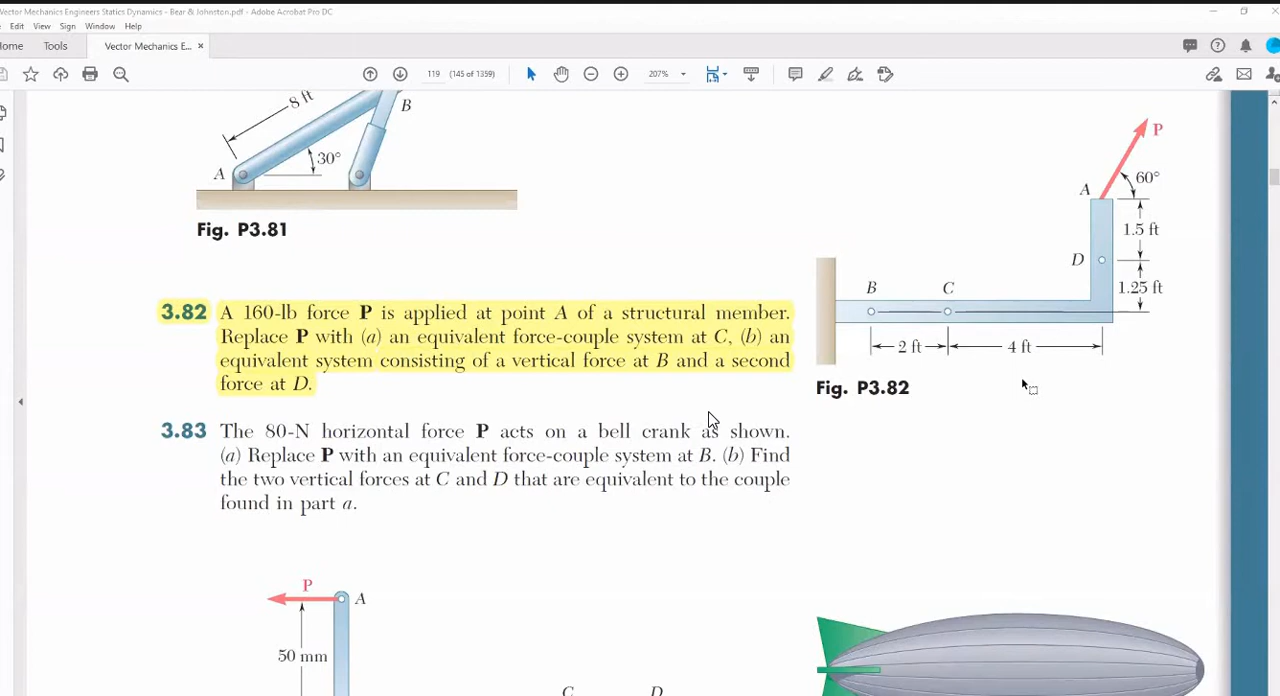 Vector Mechanics Engineers Statics Dynamics - Bear & Johnston.pdf - Adobe Acrobat Pro DC
Edit View Sign Window Help
Home Tools Vector Mechanics E... ×
119 (145 of 1359) 207%
8 ft
B
A
30°
Fig. P3.81
P
60°
A
1.5 ft
D
1.25 ft
B C
2 ft 4 ft
Fig. P3.82
3.82 A 160-lb force P is applied at point A of a structural member.
Replace P with (a) an equivalent force-couple system at C, (b) an
equivalent system consisting of a vertical force at B and a second
force at D.
3.83 The 80-N horizontal force P acts on a bell crank as shown.
(a) Replace P with an equivalent force-couple system at B. (b) Find
the two vertical forces at C and D that are equivalent to the couple
found in part a.
P
A
50 mm
C D